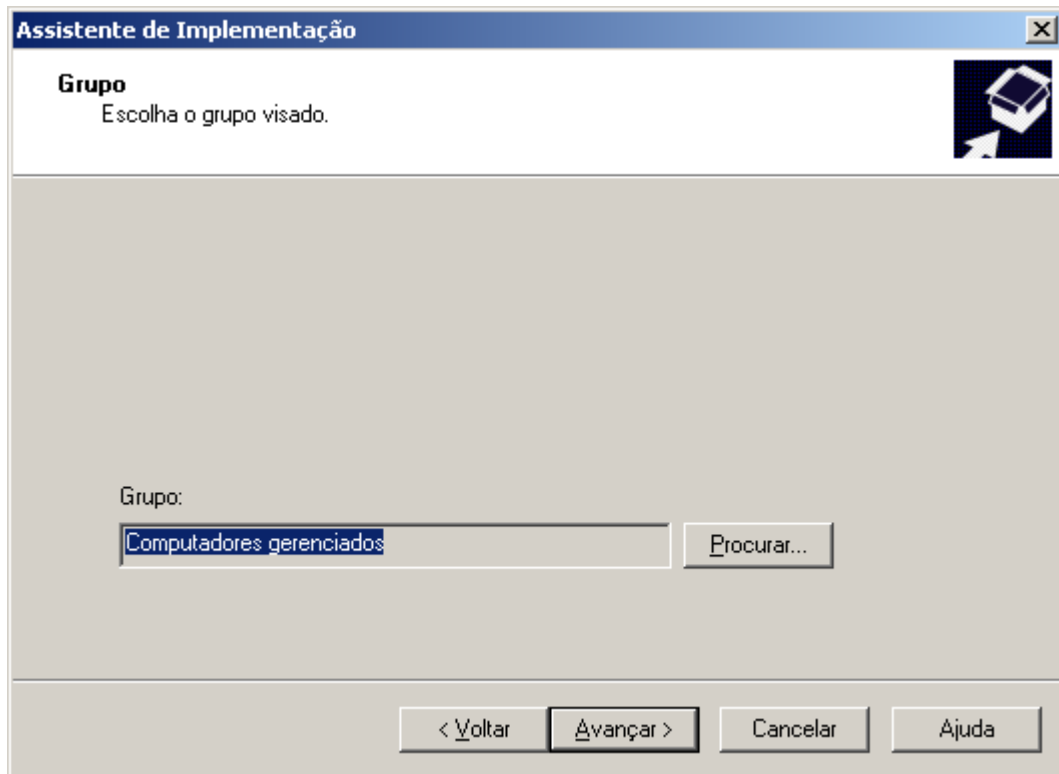 Assistente de Implementação
Grupo
Escolha o grupo visado.
Grupo:
Computadores gerenciados
Procurar...
< Voltar
Avançar >
Cancelar
Ajuda